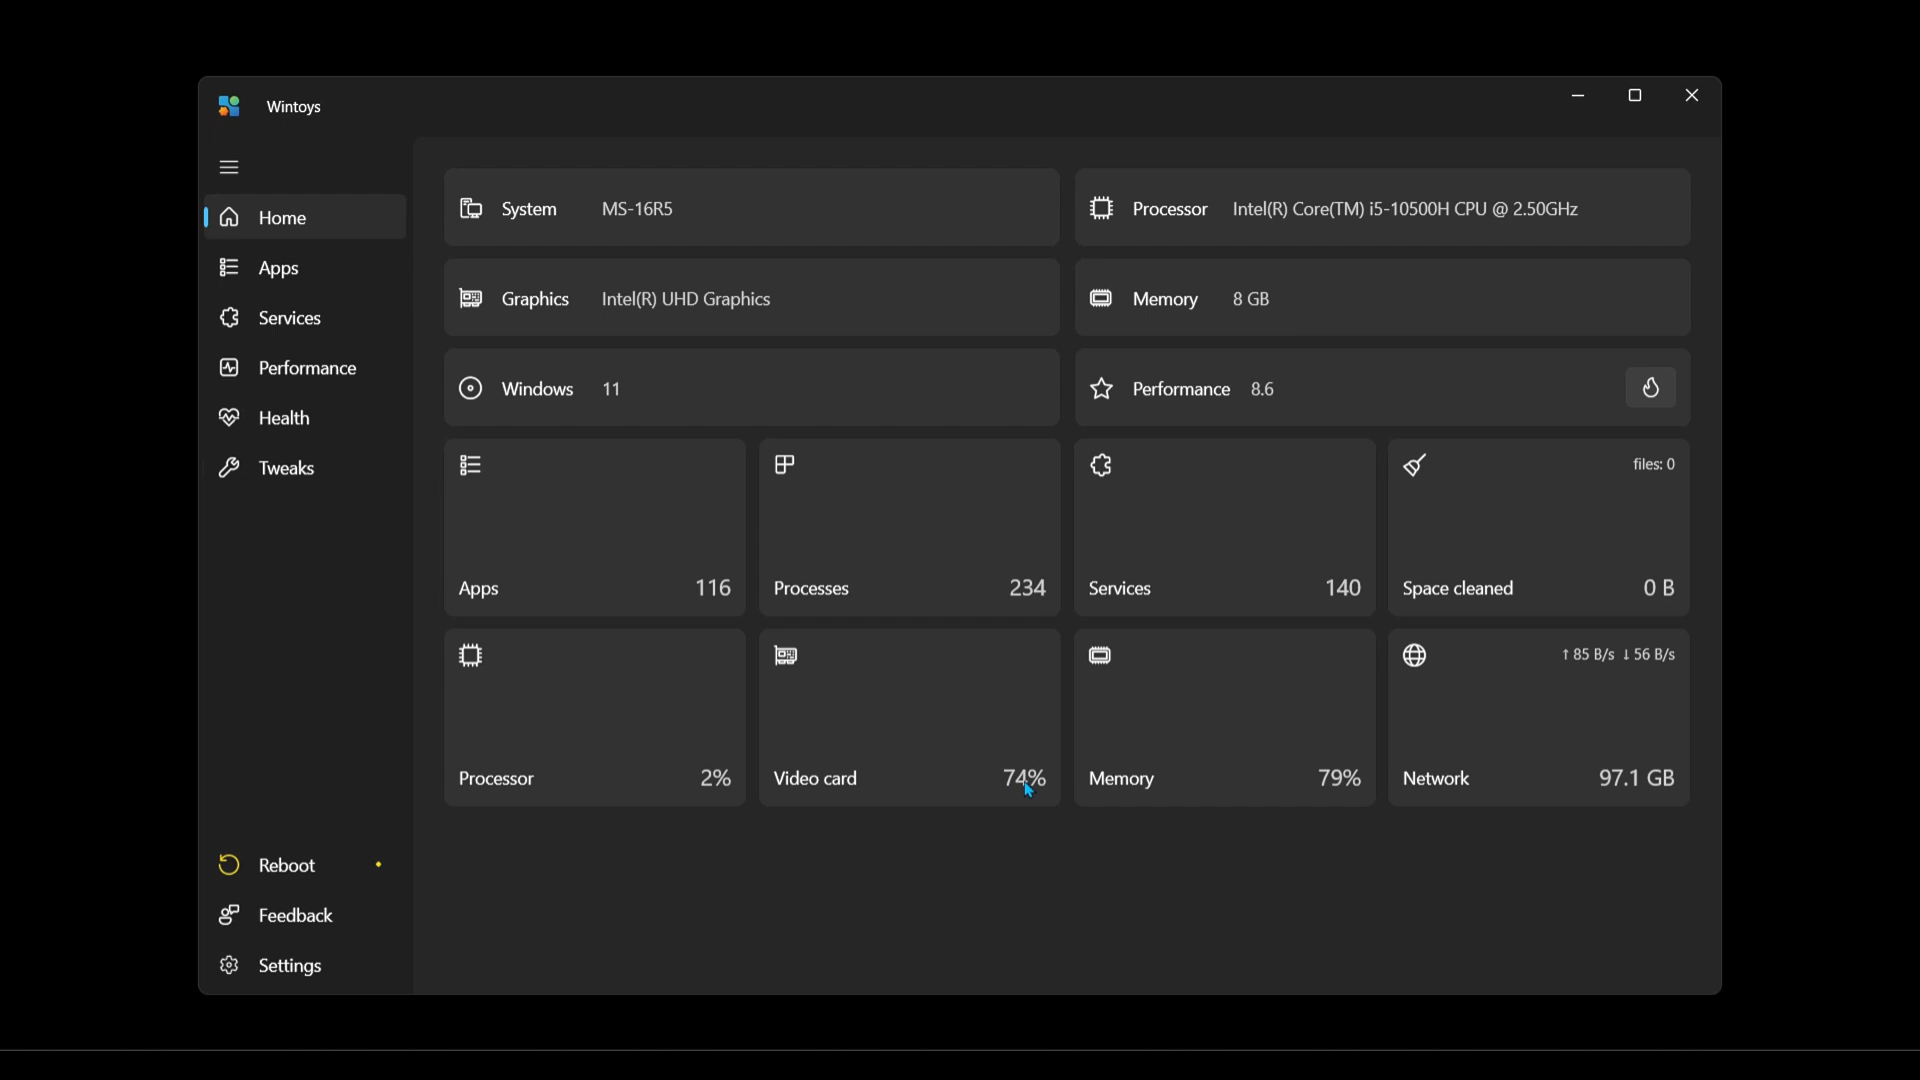 Wintoys
Home
Apps
Services
Performance
Health
Tweaks
Reboot
Feedback
Settings
System MS-16R5
Processor Intel(R) Core(TM) i5-10500H CPU @ 2.50GHz
Graphics Intel(R) UHD Graphics
Memory 8 GB
Windows 11
Performance 8.6
Apps 116
Processes 234
Services 140
files: 0
Space cleaned 0 B
Processor 2%
Video card 74%
Memory 79%
↑ 85 B/s ↓ 56 B/s
Network 97.1 GB